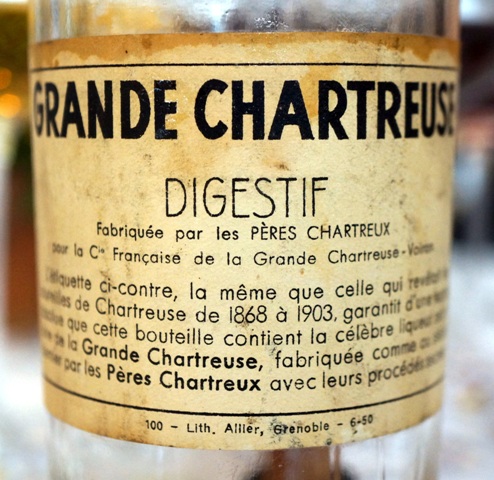 GRANDE CHARTREUSE
DIGESTIF
Fabriquée par les PÈRES CHARTREUX
pour la Cie Française de la Grande Chartreuse-Voiron
L'étiquette ci-contre, la même que celle qui
de Chartreuse de 1868 à 1903, garantit d'une
que cette bouteille contient la célèbre liqueur
de la Grande Chartreuse, fabriquée comme
par les Pères Chartreux avec leurs procédés
100 - Lith. Allier, Grenoble - 6-50